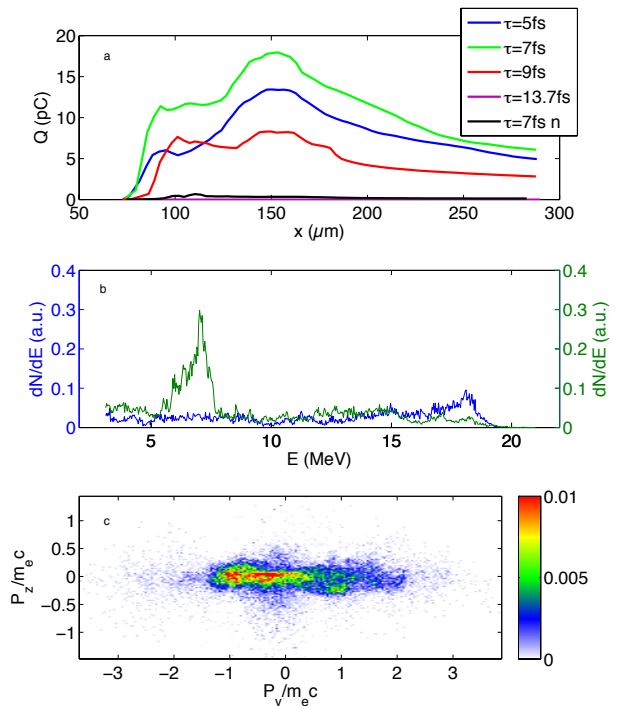 τ=5fs
τ=7fs
τ=9fs
τ=13.7fs
τ=7fs n
a
Q (pC)
20
15
10
5
0
50 100 150 200 250 300
x (μm)
b
dN/dE (a.u.)
0.4 0.4
0.3 0.3
0.2 0.2
0.1 0.1
0 0
dN/dE (a.u.)
5 10 15 20
E (MeV)
c
P_z/m_e c
1
0.5
0
−0.5
−1
−3 −2 −1 0 1 2 3
P_y/m_e c
0.01
0.005
0